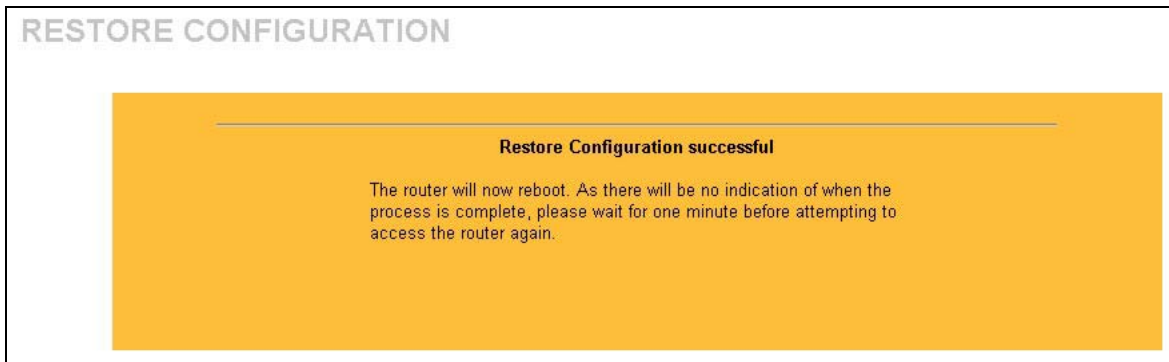 RESTORE CONFIGURATION
Restore Configuration successful
The router will now reboot. As there will be no indication of when the
process is complete, please wait for one minute before attempting to
access the router again.